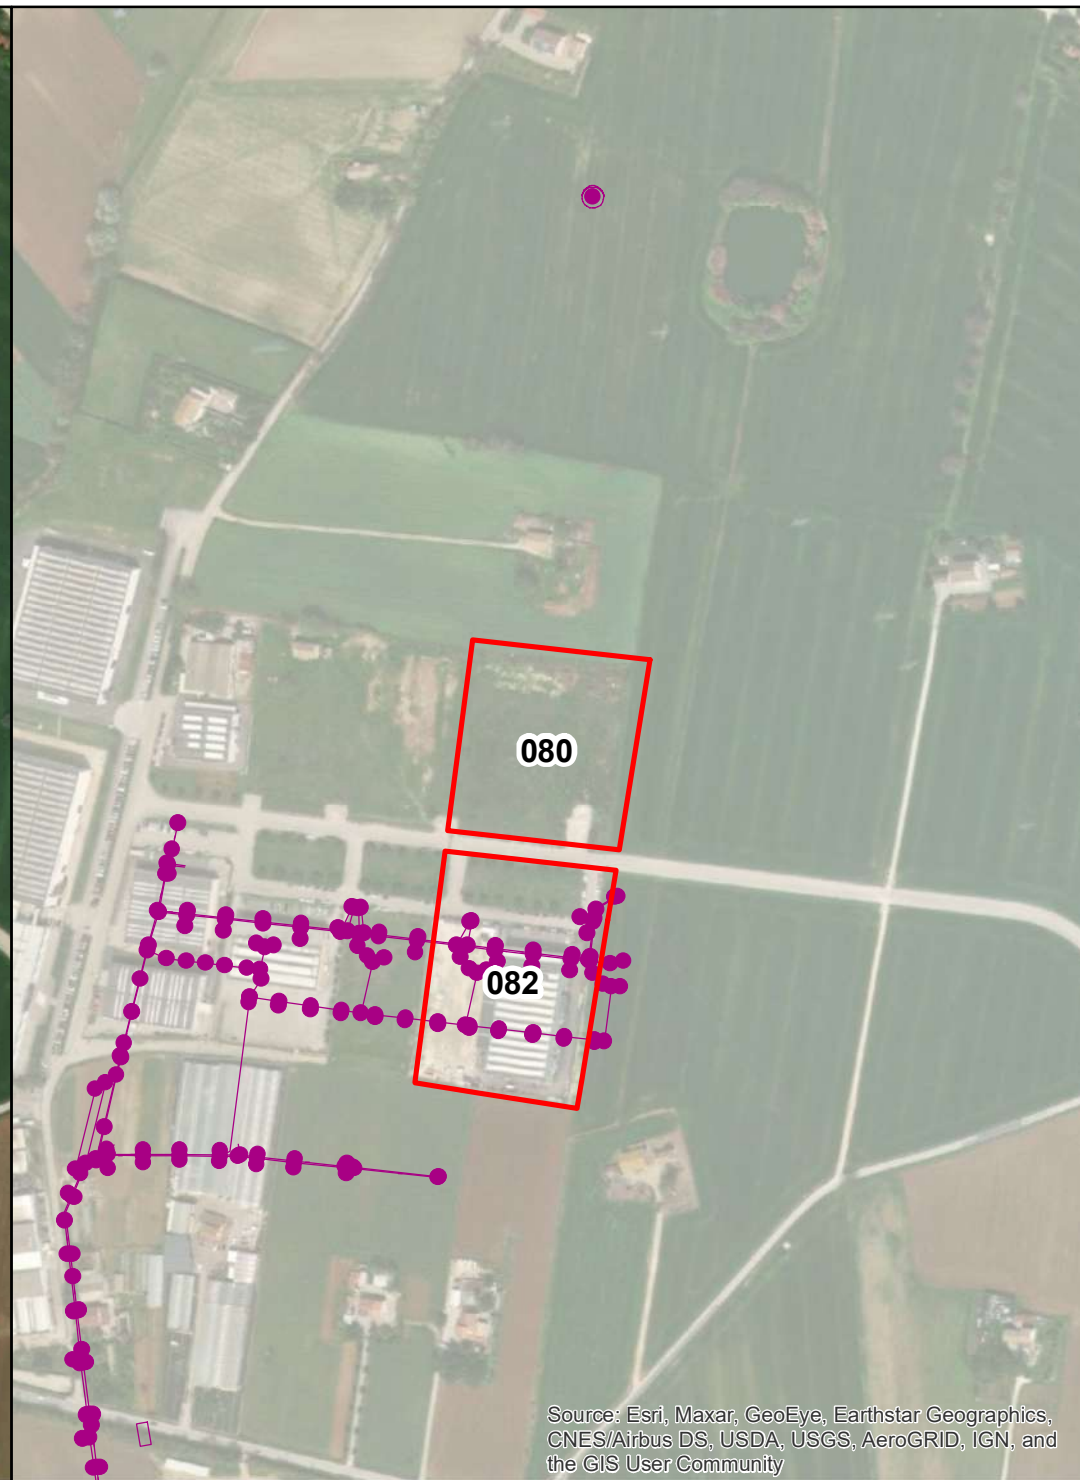 080
082
Source: Esri, Maxar, GeoEye, Earthstar Geographics,
CNES/Airbus DS, USDA, USGS, AeroGRID, IGN, and
the GIS User Community